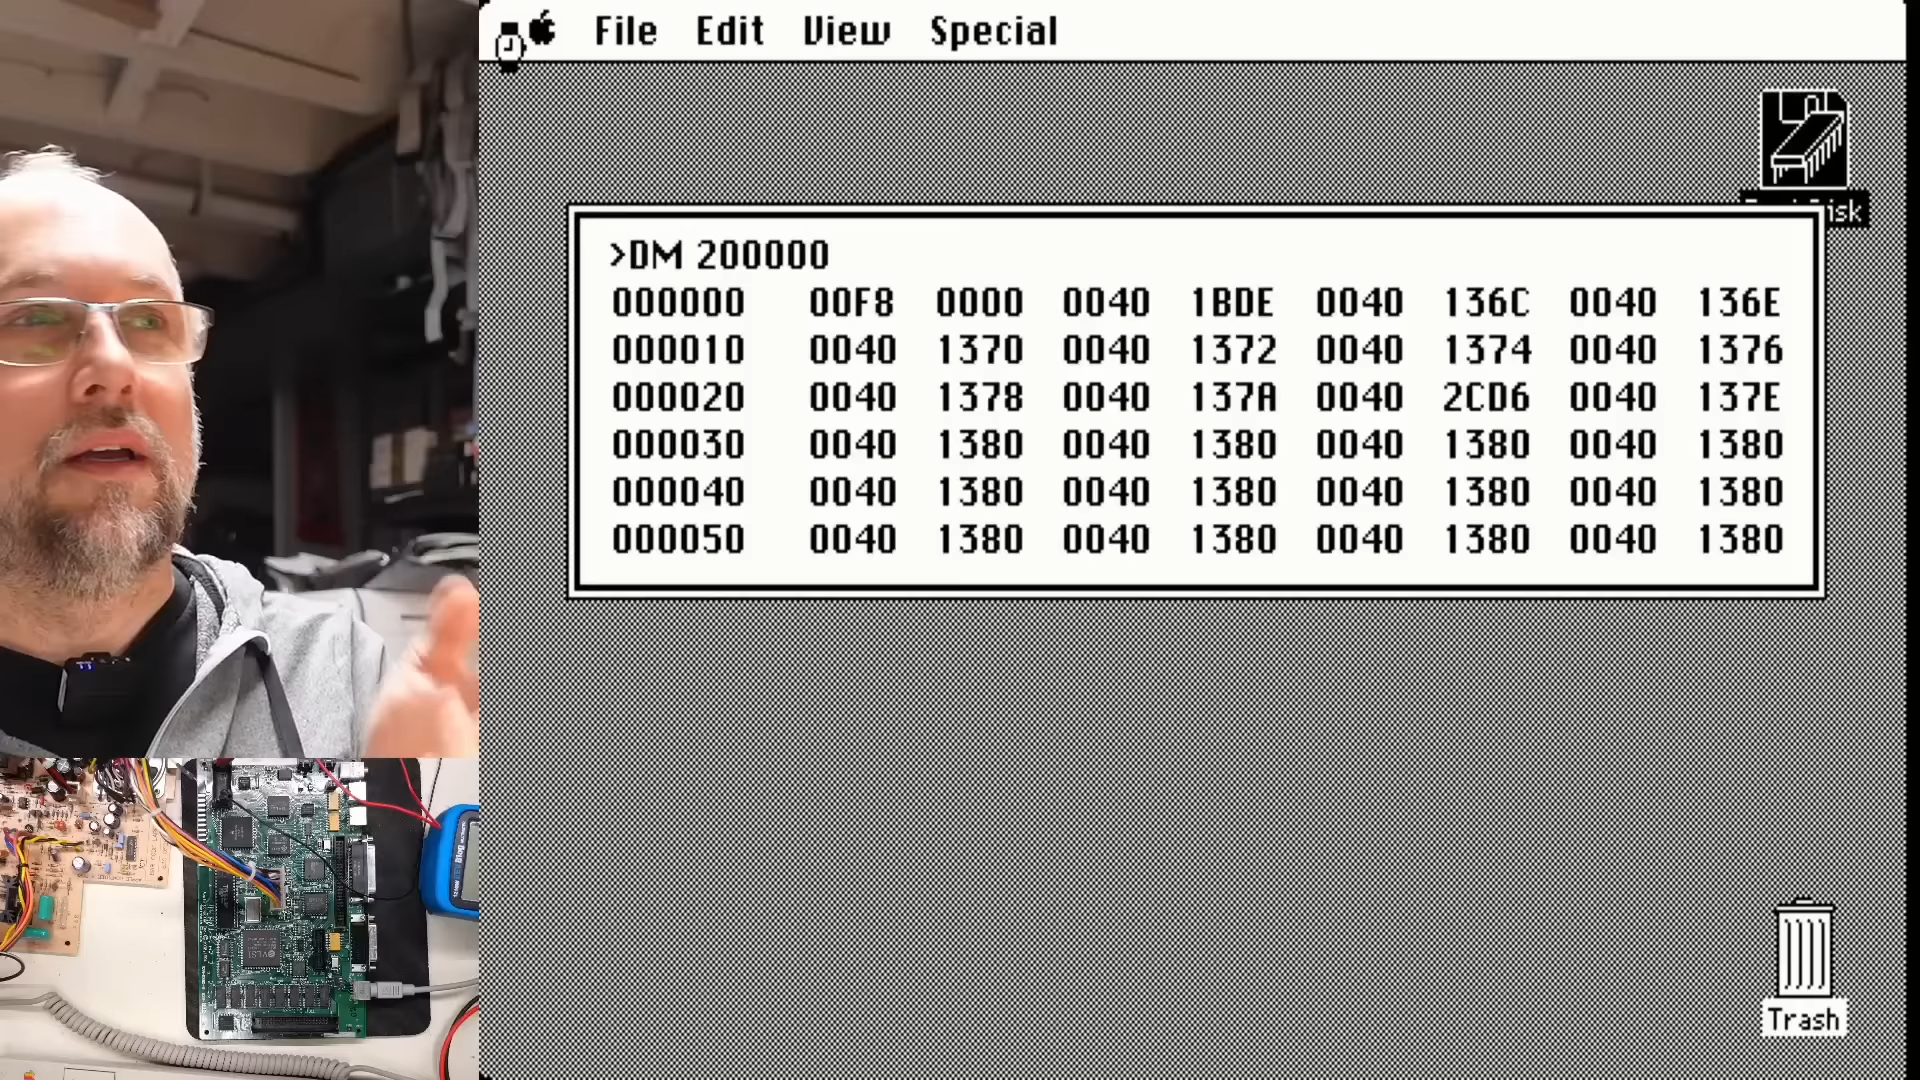 File Edit View Special
isk
>DM 200000
000000 00F8 0000 0040 1BDE 0040 136C 0040 136E
000010 0040 1370 0040 1372 0040 1374 0040 1376
000020 0040 1378 0040 137A 0040 2CD6 0040 137E
000030 0040 1380 0040 1380 0040 1380 0040 1380
000040 0040 1380 0040 1380 0040 1380 0040 1380
000050 0040 1380 0040 1380 0040 1380 0040 1380
Trash
VLSI